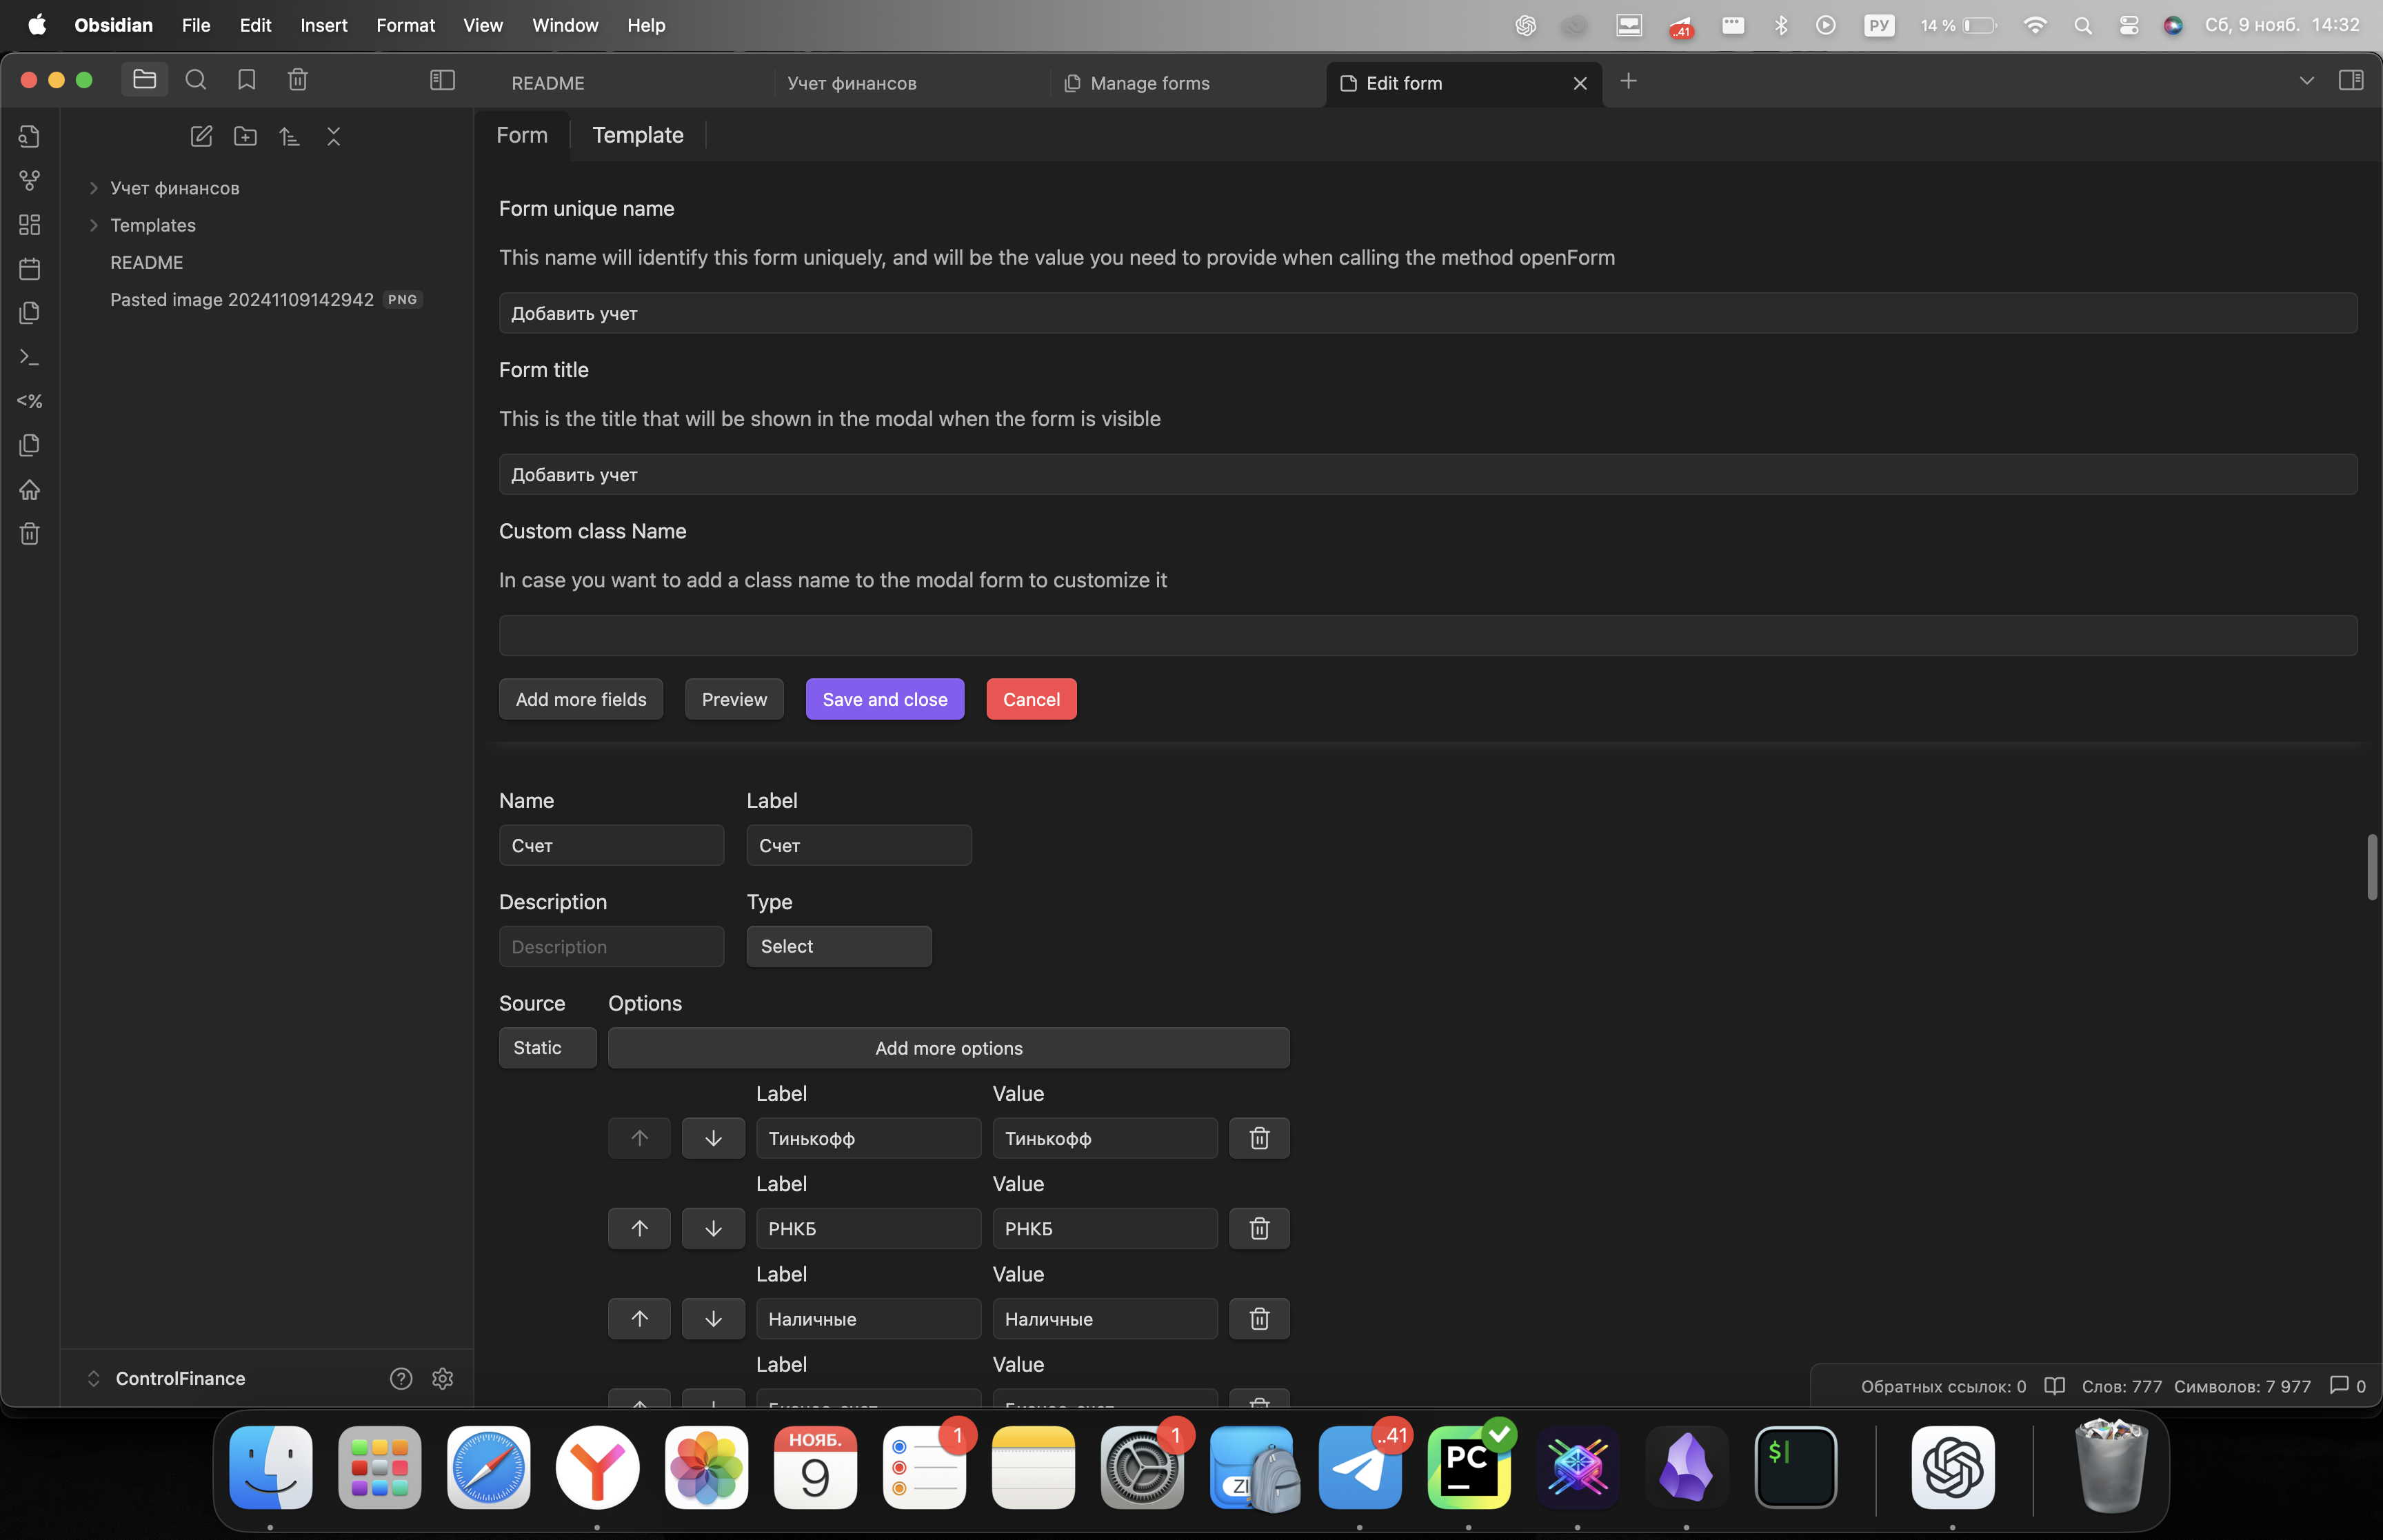 Obsidian File Edit Insert Format View Window Help
..41 РУ 14 % Сб, 9 нояб. 14:32
README Учет финансов Manage forms Edit form
Form Template
Учет финансов
Templates
README
Pasted image 20241109142942 PNG
Form unique name
This name will identify this form uniquely, and will be the value you need to provide when calling the method openForm
Добавить учет
Form title
This is the title that will be shown in the modal when the form is visible
Добавить учет
Custom class Name
In case you want to add a class name to the modal form to customize it
Add more fields Preview Save and close Cancel
<%
Name Label
Счет Счет
Description Type
Description Select
Source Options
Static Add more options
Label Value
Тинькофф Тинькофф
Label Value
РНКБ РНКБ
Label Value
Наличные Наличные
Label Value
ControlFinance
Обратных ссылок: 0 Слов: 777 Символов: 7 977 0
НОЯБ.
9
1
1
ZI
..41
PC
$